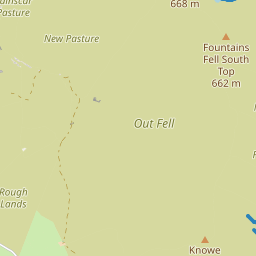 Pasture
668 m
New Pasture
Fountains
Fell South
Top
662 m
Out Fell
Rough
Lands
Knowe